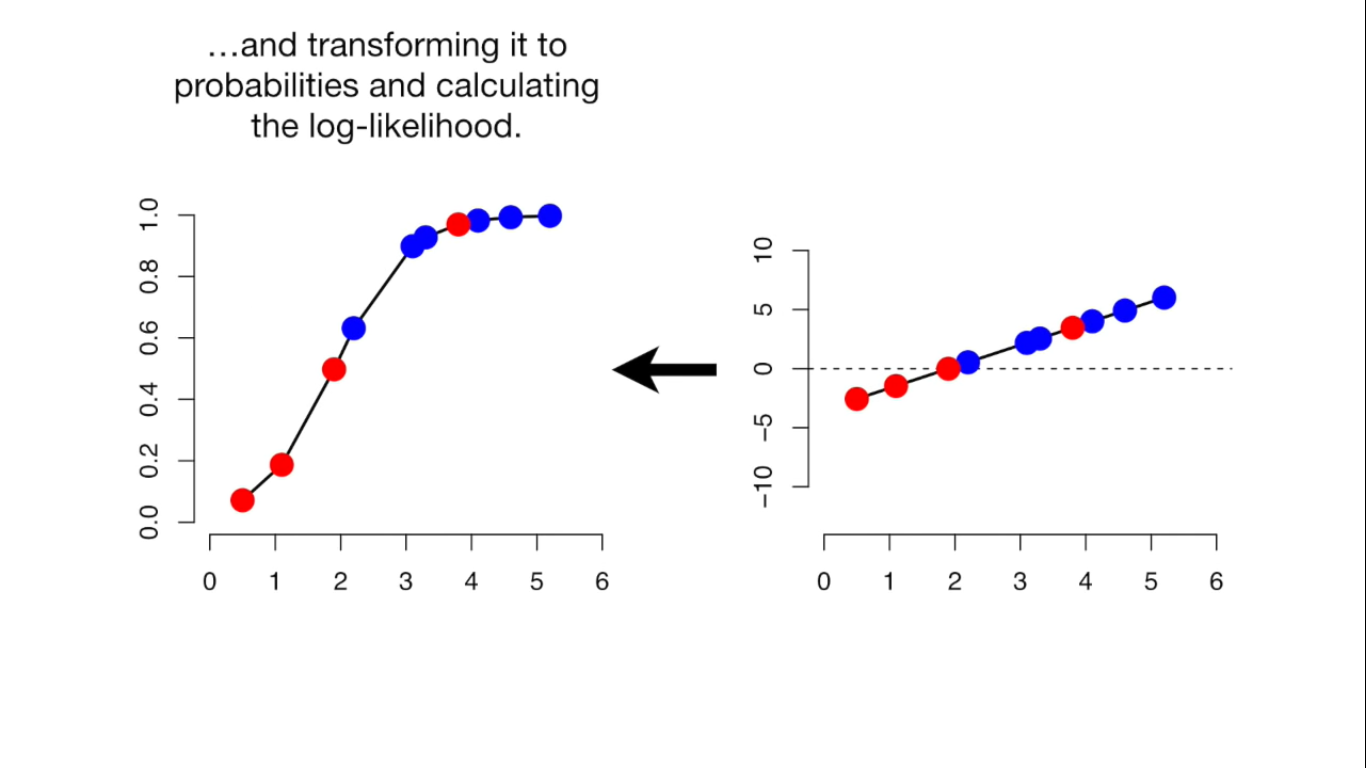 ...and transforming it to
probabilities and calculating
the log-likelihood.
1.0
0.8
0.6
0.4
0.2
0.0
0 1 2 3 4 5 6
10
5
0
−5
−10
0 1 2 3 4 5 6